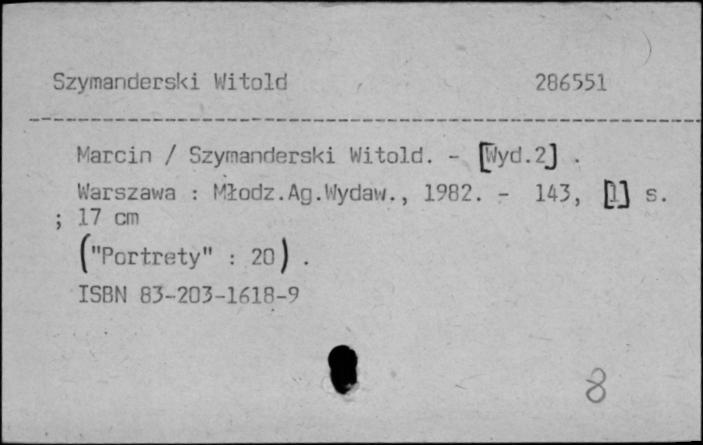 Szymanderski Witold 286551
Marcin / Szymanderski Witold. - [Wyd.2] .
Warszawa : Młodz.Ag.Wydaw., 1982. - 143, [1] s.
; 17 cm
("Portrety" : 20) .
ISBN 83-203-1618-9
8